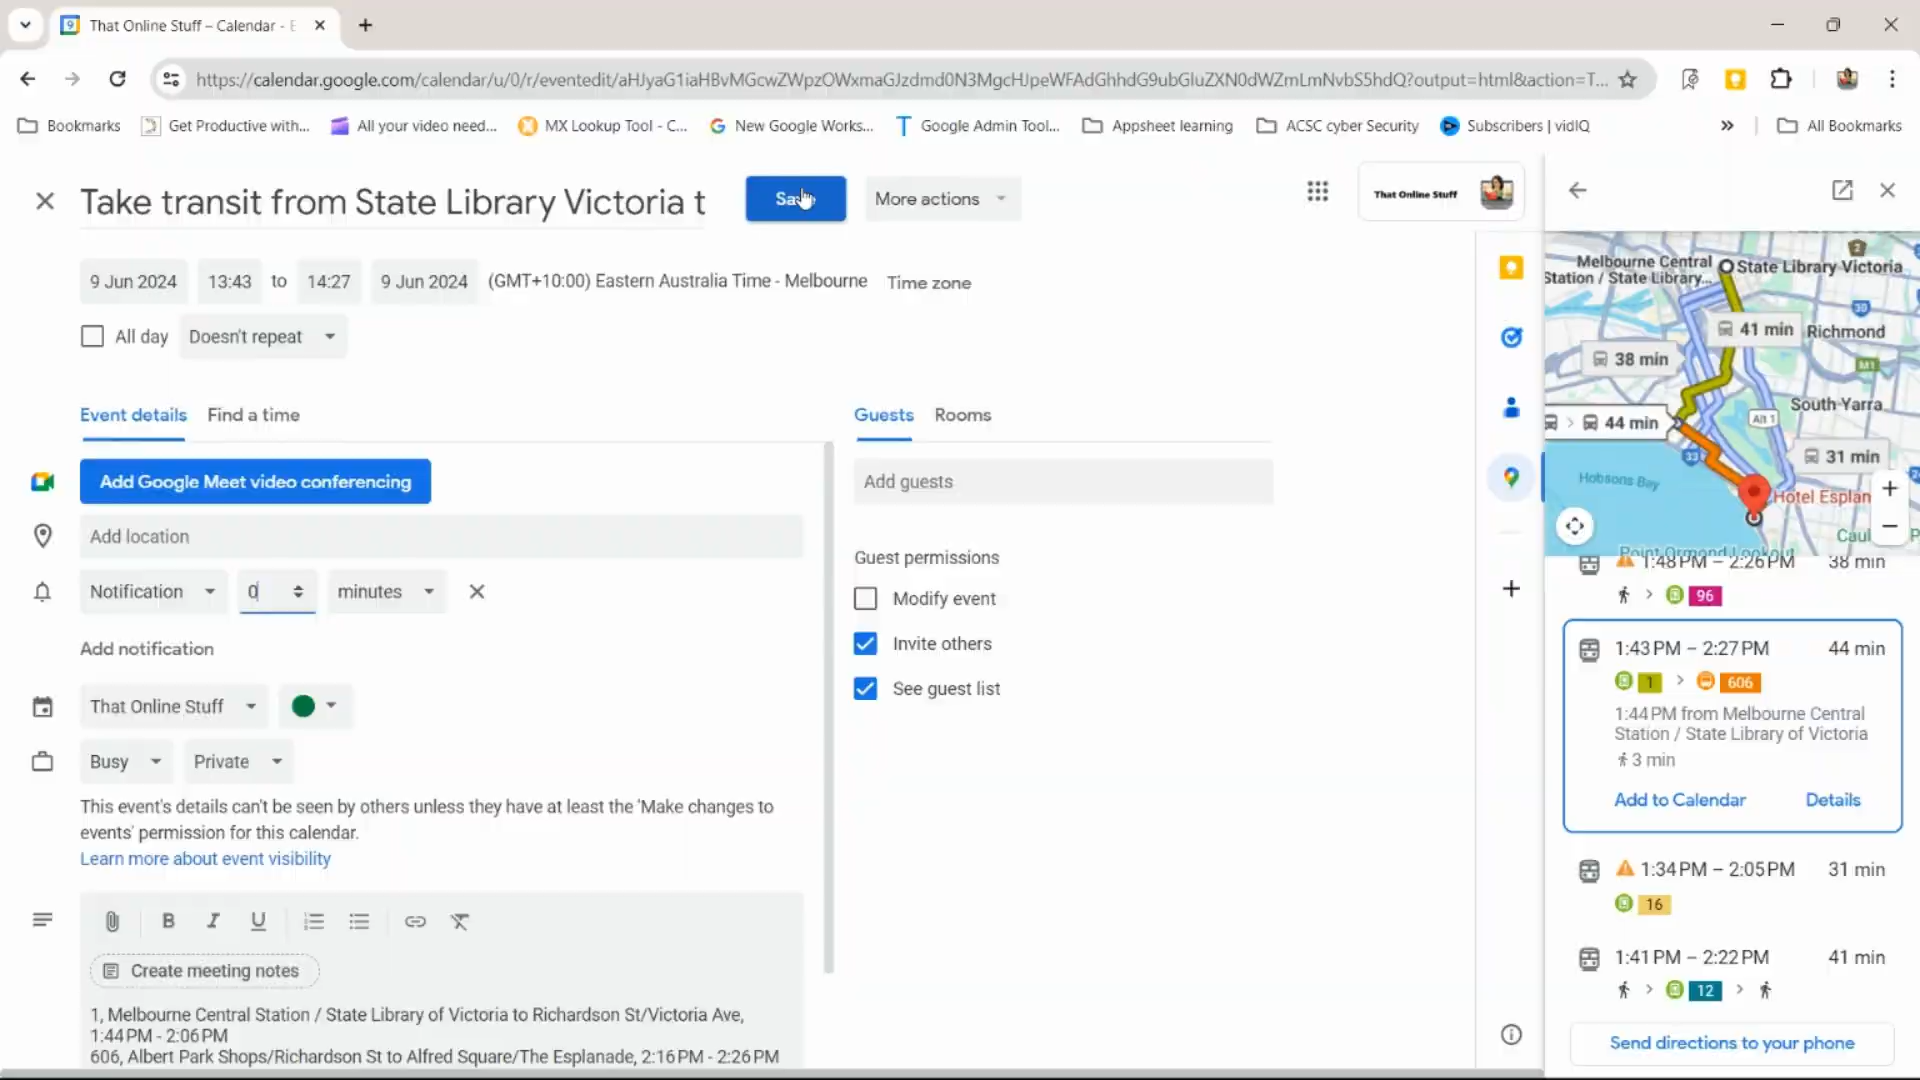 That Online Stuff – Calendar - E
https://calendar.google.com/calendar/u/0/r/eventedit/aHJyaG1iaHBvMGcwZWpzOWxmaGJzdmd0N3MgcHJpeWFAdGhhdG9ubGluZXN0dWZmLmNvbS5hdQ?output=html&action=T...
Bookmarks
Get Productive with...
All your video need...
MX Lookup Tool - C...
New Google Works...
Google Admin Tool...
Appsheet learning
ACSC cyber Security
Subscribers | vidIQ
All Bookmarks
Take transit from State Library Victoria t
More actions
That Online Stuff
9 Jun 2024
13:43
to
14:27
9 Jun 2024
(GMT+10:00) Eastern Australia Time - Melbourne
Time zone
All day
Doesn't repeat
Event details
Find a time
Guests
Rooms
Add Google Meet video conferencing
Add guests
Add location
Notification
0
minutes
Guest permissions
Modify event
Invite others
See guest list
Add notification
That Online Stuff
Busy
Private
This event's details can't be seen by others unless they have at least the 'Make changes to
events' permission for this calendar.
Learn more about event visibility
Create meeting notes
1, Melbourne Central Station / State Library of Victoria to Richardson St/Victoria Ave,
1:44 PM - 2:06 PM
606, Albert Park Shops/Richardson St to Alfred Square/The Esplanade, 2:16 PM - 2:26 PM
Melbourne Central
Station / State Library...
State Library Victoria
2
30
41 min
Richmond
38 min
M1
South Yarra
Alt 1
44 min
33
31 min
Hobsons Bay
Hotel Esplan
Caul
Point Ormond Lookout
1:48 PM – 2:26 PM
38 min
96
1:43 PM – 2:27 PM
44 min
1
606
1:44 PM from Melbourne Central
Station / State Library of Victoria
3 min
Add to Calendar
Details
1:34 PM – 2:05 PM
31 min
16
1:41 PM – 2:22 PM
41 min
12
Send directions to your phone